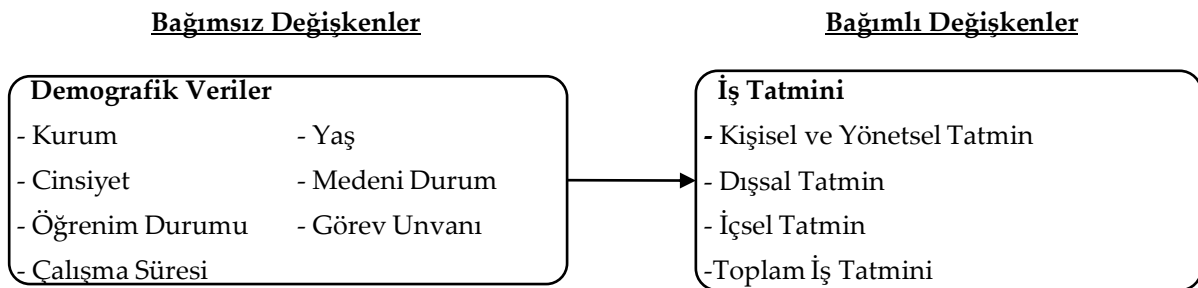 Bağımsız Değişkenler
Bağımlı Değişkenler
Demografik Veriler
- Kurum - Yaş
- Cinsiyet - Medeni Durum
- Öğrenim Durumu - Görev Unvanı
- Çalışma Süresi
İş Tatmini
- Kişisel ve Yönetsel Tatmin
- Dışsal Tatmin
- İçsel Tatmin
-Toplam İş Tatmini